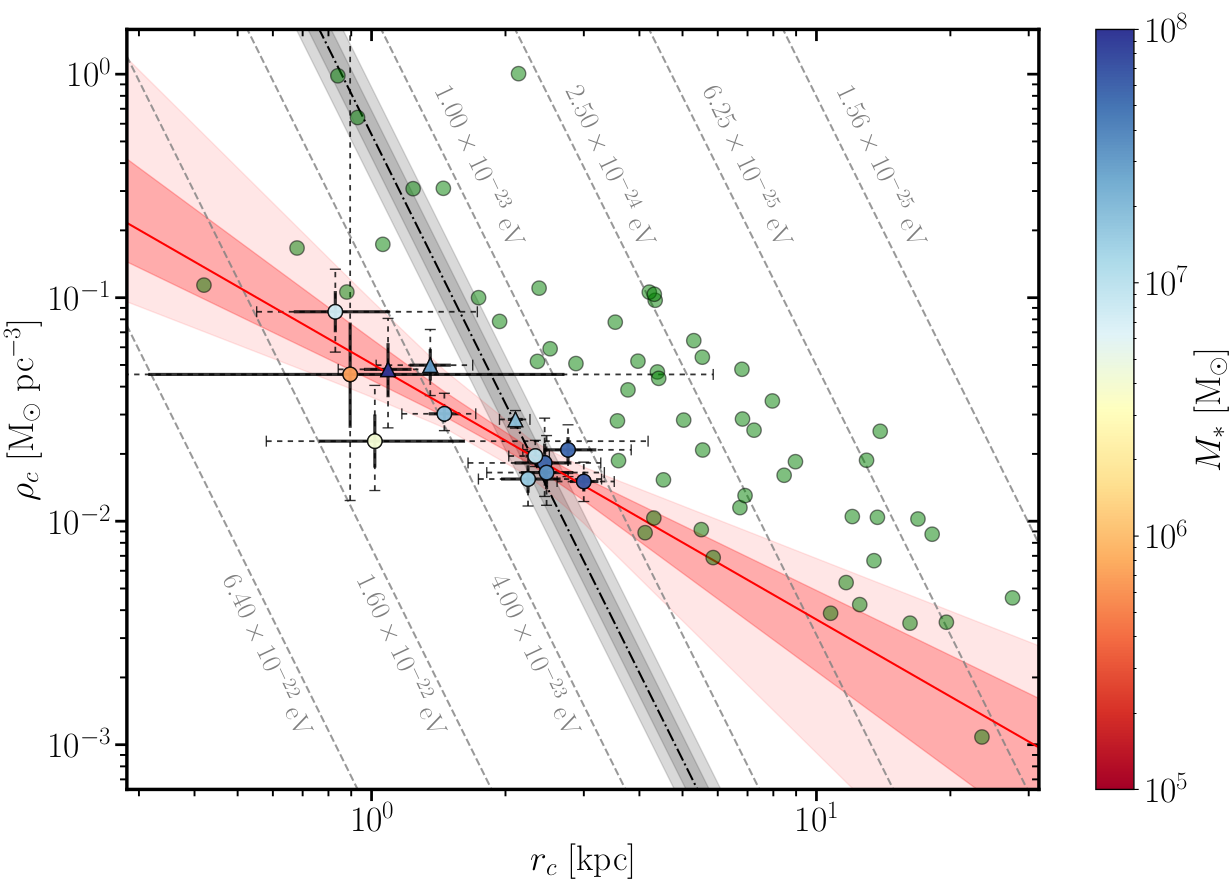 10⁰
10⁻¹
10⁻²
10⁻³
ρ_c [M⊙ pc⁻³]
1.00 × 10⁻²³ eV
2.50 × 10⁻²⁴ eV
6.25 × 10⁻²⁵ eV
1.56 × 10⁻²⁵ eV
6.40 × 10⁻²² eV
1.60 × 10⁻²² eV
4.00 × 10⁻²³ eV
10⁰
10¹
r_c [kpc]
10⁸
10⁷
10⁶
10⁵
M_* [M⊙]